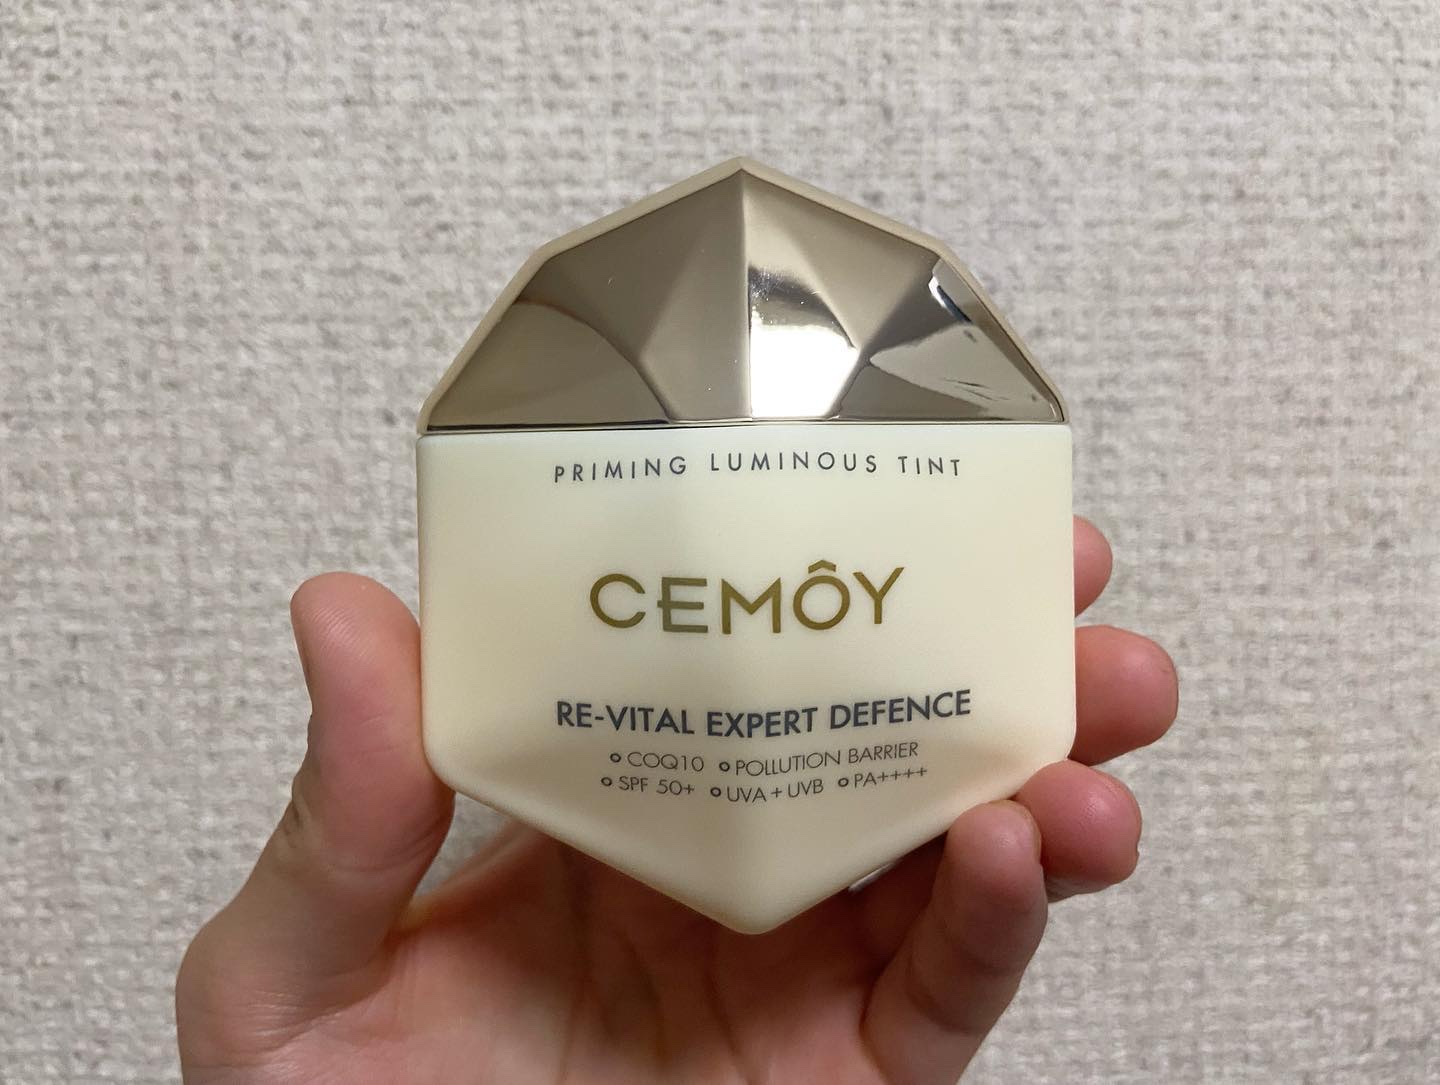 PRIMING LUMINOUS TINT
CEMÔY
RE-VITAL EXPERT DEFENCE
COQ10 POLLUTION BARRIER
SPF 50+ UVA + UVB PA++++